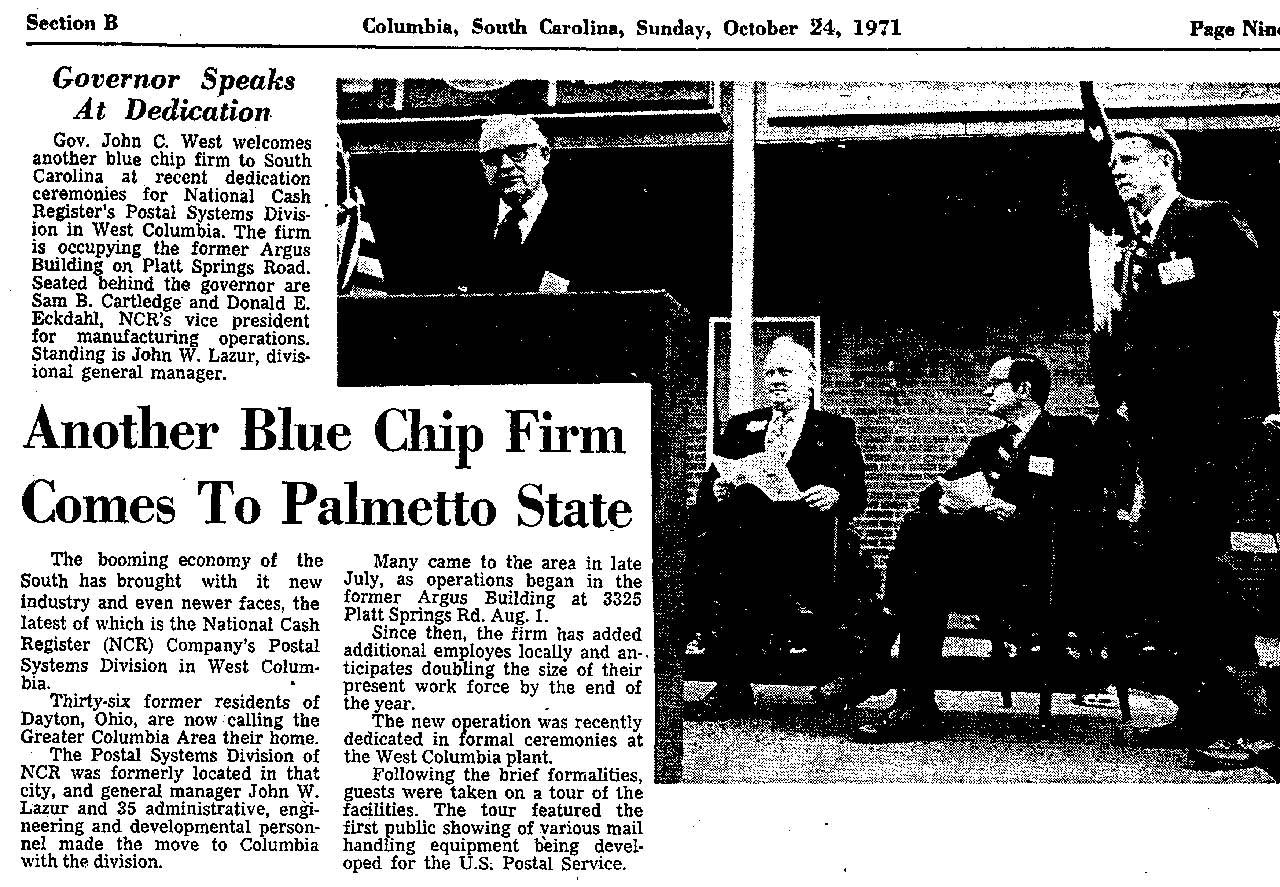 Section B
Columbia, South Carolina, Sunday, October 24, 1971
Page Nine
Governor Speaks
At Dedication
Gov. John C. West welcomes
another blue chip firm to South
Carolina at recent dedication
ceremonies for National Cash
Register's Postal Systems Divis-
ion in West Columbia. The firm
is occupying the former Argus
Building on Platt Springs Road.
Seated behind the governor are
Sam B. Cartledge and Donald E.
Eckdahl, NCR's vice president
for manufacturing operations.
Standing is John W. Lazur, divis-
ional general manager.
Another Blue Chip Firm
Comes To Palmetto State
The booming economy of the
South has brought with it new
industry and even newer faces, the
latest of which is the National Cash
Register (NCR) Company's Postal
Systems Division in West Colum-
bia.
Thirty-six former residents of
Dayton, Ohio, are now calling the
Greater Columbia Area their home.
The Postal Systems Division of
NCR was formerly located in that
city, and general manager John W.
Lazur and 35 administrative, engi-
neering and developmental person-
nel made the move to Columbia
with the division.
Many came to the area in late
July, as operations began in the
former Argus Building at 3325
Platt Springs Rd. Aug. 1.
Since then, the firm has added
additional employes locally and an-
ticipates doubling the size of their
present work force by the end of
the year.
The new operation was recently
dedicated in formal ceremonies at
the West Columbia plant.
Following the brief formalities,
guests were taken on a tour of the
facilities. The tour featured the
first public showing of various mail
handling equipment being devel-
oped for the U.S. Postal Service.